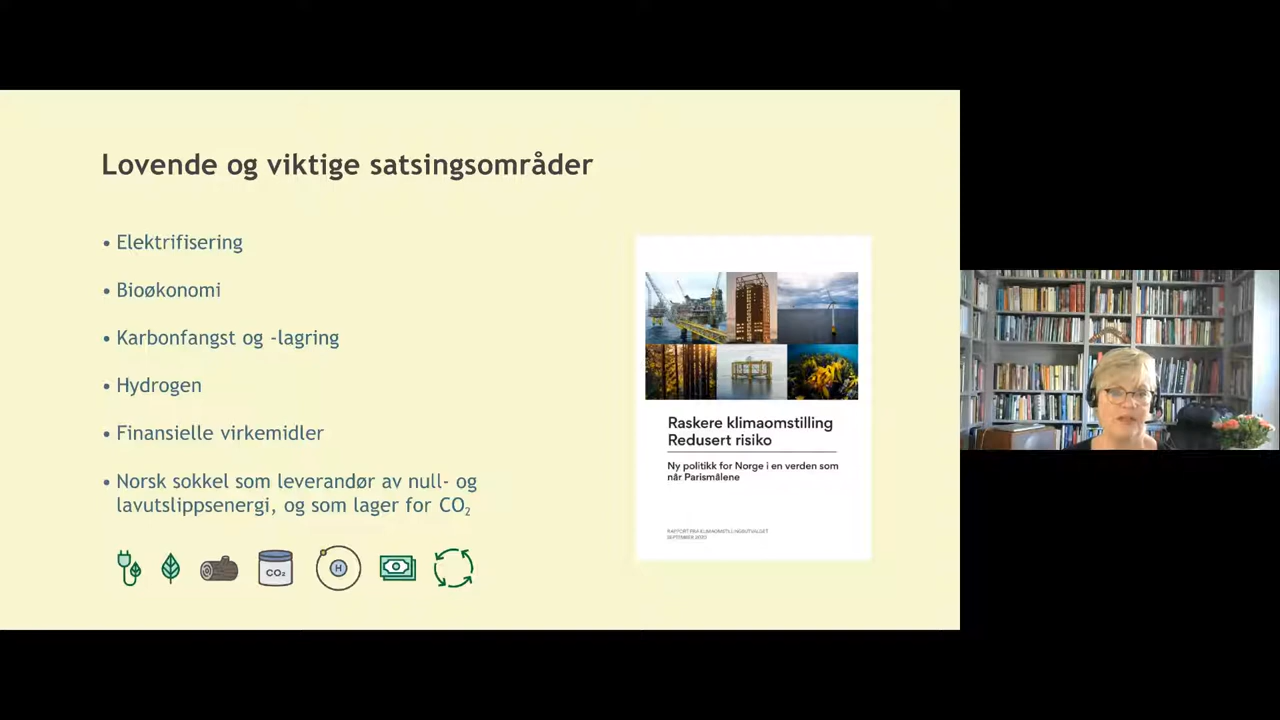 Lovende og viktige satsingsområder
• Elektrifisering
• Bioøkonomi
• Karbonfangst og -lagring
• Hydrogen
• Finansielle virkemidler
• Norsk sokkel som leverandør av null- og
lavutslippsenergi, og som lager for CO₂
CO₂
H
Raskere klimaomstilling
Redusert risiko
Ny politikk for Norge i en verden som
når Parismålene
RAPPORT FRA KLIMAOMSTILLINGSUTVALGET
SEPTEMBER 2020